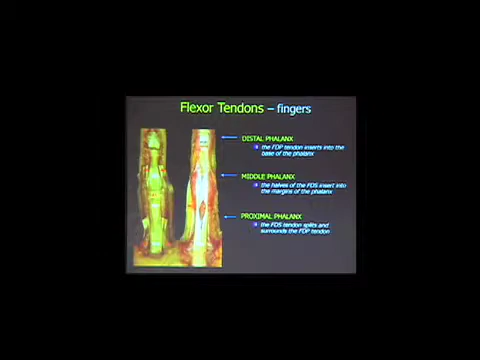 Flexor Tendons – fingers
DISTAL PHALANX
the FDP tendon inserts into the
base of the phalanx
MIDDLE PHALANX
the halves of the FDS insert into
the margins of the phalanx
PROXIMAL PHALANX
the FDS tendon splits and
surrounds the FDP tendon